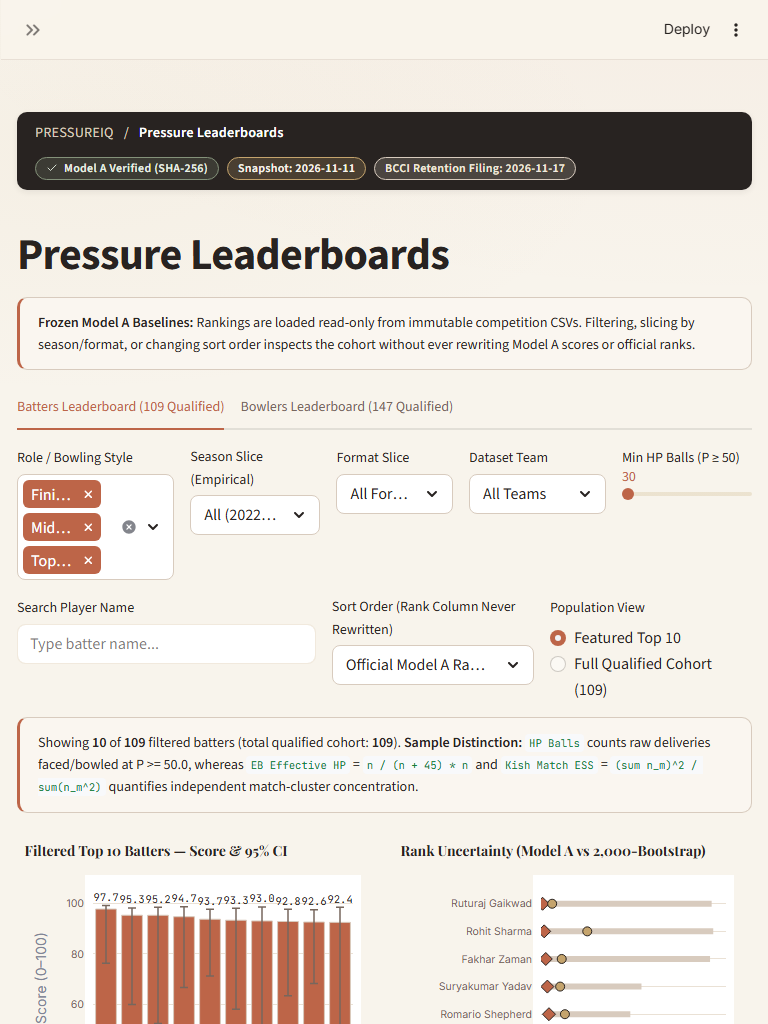 Deploy
PRESSUREIQ / Pressure Leaderboards
✓ Model A Verified (SHA-256) Snapshot: 2026-11-11 BCCI Retention Filing: 2026-11-17
Pressure Leaderboards
Frozen Model A Baselines: Rankings are loaded read-only from immutable competition CSVs. Filtering, slicing by
season/format, or changing sort order inspects the cohort without ever rewriting Model A scores or official ranks.
Batters Leaderboard (109 Qualified) Bowlers Leaderboard (147 Qualified)
Role / Bowling Style
Fini...
Mid...
Top...
Season Slice
(Empirical)
All (2022...
Format Slice
All For...
Dataset Team
All Teams
Min HP Balls (P ≥ 50)
30
Search Player Name
Type batter name...
Sort Order (Rank Column Never
Rewritten)
Official Model A Ra...
Population View
Featured Top 10
Full Qualified Cohort
(109)
Showing 10 of 109 filtered batters (total qualified cohort: 109). Sample Distinction: HP Balls counts raw deliveries
faced/bowled at P >= 50.0, whereas EB Effective HP = n / (n + 45) * n and Kish Match ESS = (sum n_m)^2 /
sum(n_m^2) quantifies independent match-cluster concentration.
Filtered Top 10 Batters — Score & 95% CI
97.7 95.3 95.2 94.7 93.7 93.3 93.0 92.8 92.6 92.4
100
80
60
Score (0–100)
Rank Uncertainty (Model A vs 2,000-Bootstrap)
Ruturaj Gaikwad
Rohit Sharma
Fakhar Zaman
Suryakumar Yadav
Romario Shepherd